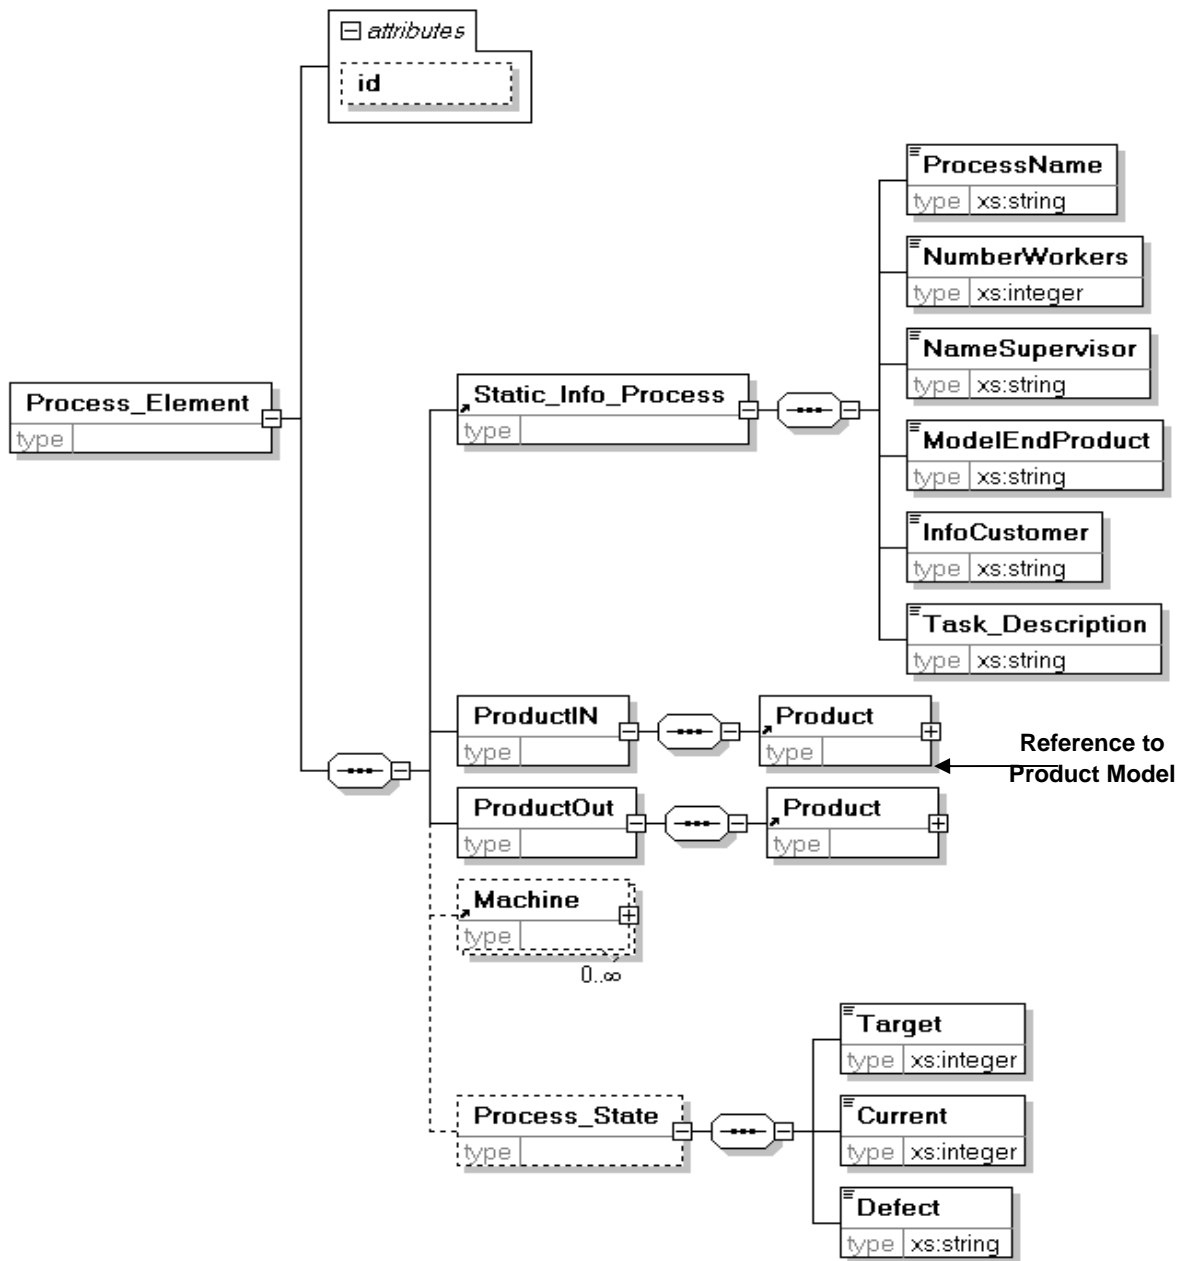 attributes
id
ProcessName
type xs:string
NumberWorkers
type xs:integer
NameSupervisor
type xs:string
Process_Element
type
Static_Info_Process
type
ModelEndProduct
type xs:string
InfoCustomer
type xs:string
Task_Description
type xs:string
ProductIN
type
Product
type
Reference to
Product Model
ProductOut
type
Product
type
Machine
type
0..∞
Target
type xs:integer
Process_State
type
Current
type xs:integer
Defect
type xs:string